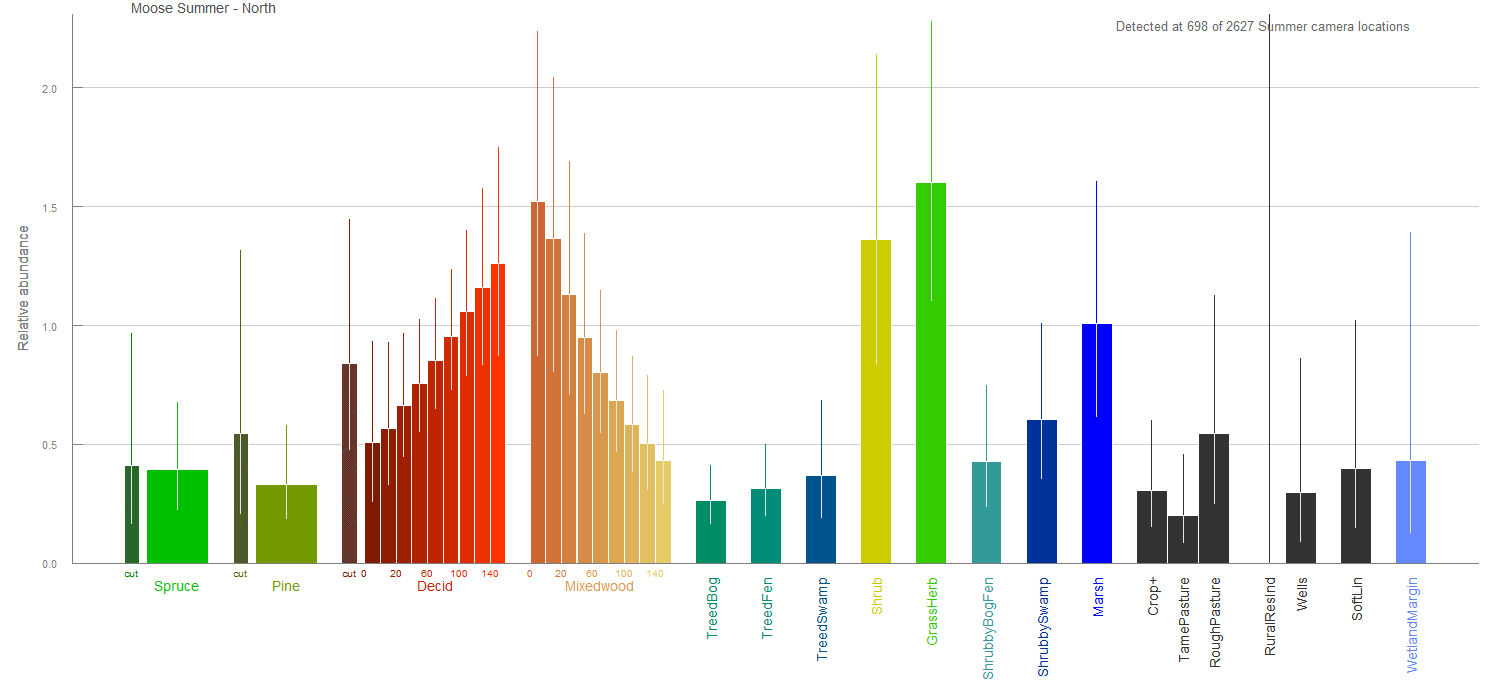 Moose Summer - North
Detected at 698 of 2627 Summer camera locations
Relative abundance
2.0
1.5
1.0
0.5
0.0
cut
Spruce
cut
Pine
cut 0 20 60 100 140
Decid
0 20 60 100 140
Mixedwood
TreedBog
TreedFen
TreedSwamp
Shrub
GrassHerb
ShrubbyBogFen
ShrubbySwamp
Marsh
Crop+
TamePasture
RoughPasture
RuralResInd
Wells
SoftLin
WetlandMargin